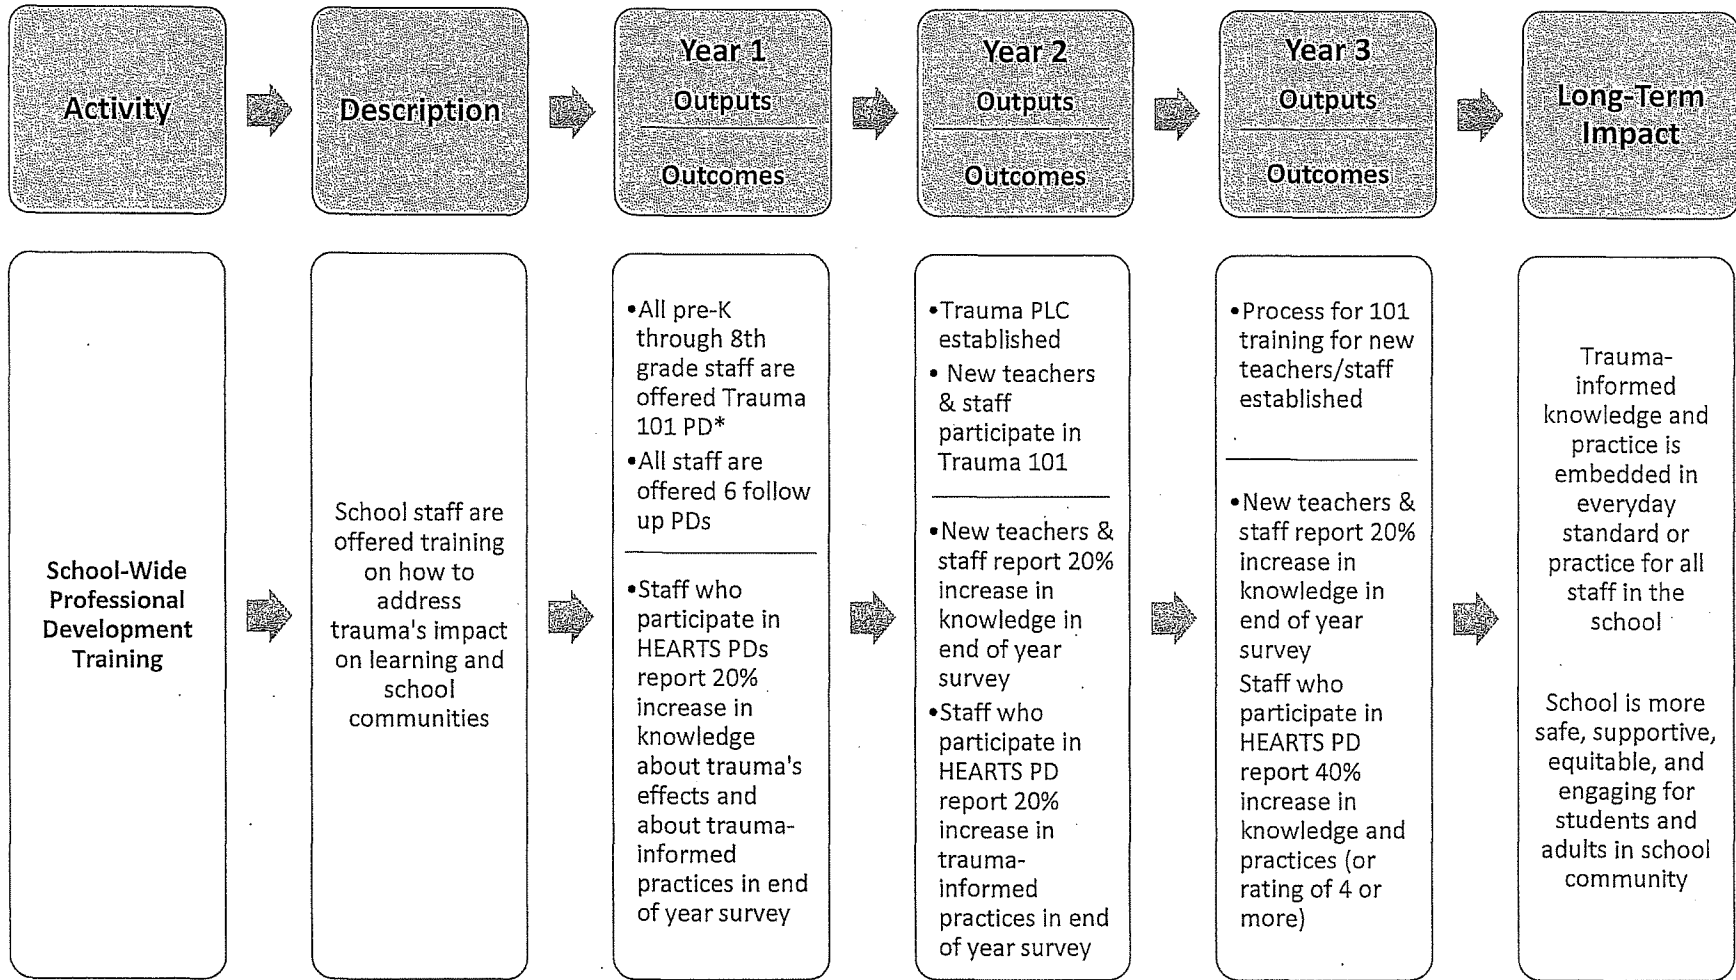 Activity
Description
Year 1
Outputs
Outcomes
Year 2
Outputs
Outcomes
Year 3
Outputs
Outcomes
Long-Term
Impact
School-Wide
Professional
Development
Training
School staff are
offered training
on how to
address
trauma's impact
on learning and
school
communities
•All pre-K
through 8th
grade staff are
offered Trauma
101 PD*
•All staff are
offered 6 follow
up PDs
•Staff who
participate in
HEARTS PDs
report 20%
increase in
knowledge
about trauma's
effects and
about trauma-
informed
practices in end
of year survey
•Trauma PLC
established
• New teachers
& staff
participate in
Trauma 101
•New teachers &
staff report 20%
increase in
knowledge in
end of year
survey
•Staff who
participate in
HEARTS PD
report 20%
increase in
trauma-
informed
practices in end
of year survey
•Process for 101
training for new
teachers/staff
established
•New teachers &
staff report 20%
increase in
knowledge in
end of year
survey
Staff who
participate in
HEARTS PD
report 40%
increase in
knowledge and
practices (or
rating of 4 or
more)
Trauma-
informed
knowledge and
practice is
embedded in
everyday
standard or
practice for all
staff in the
school
School is more
safe, supportive,
equitable, and
engaging for
students and
adults in school
community